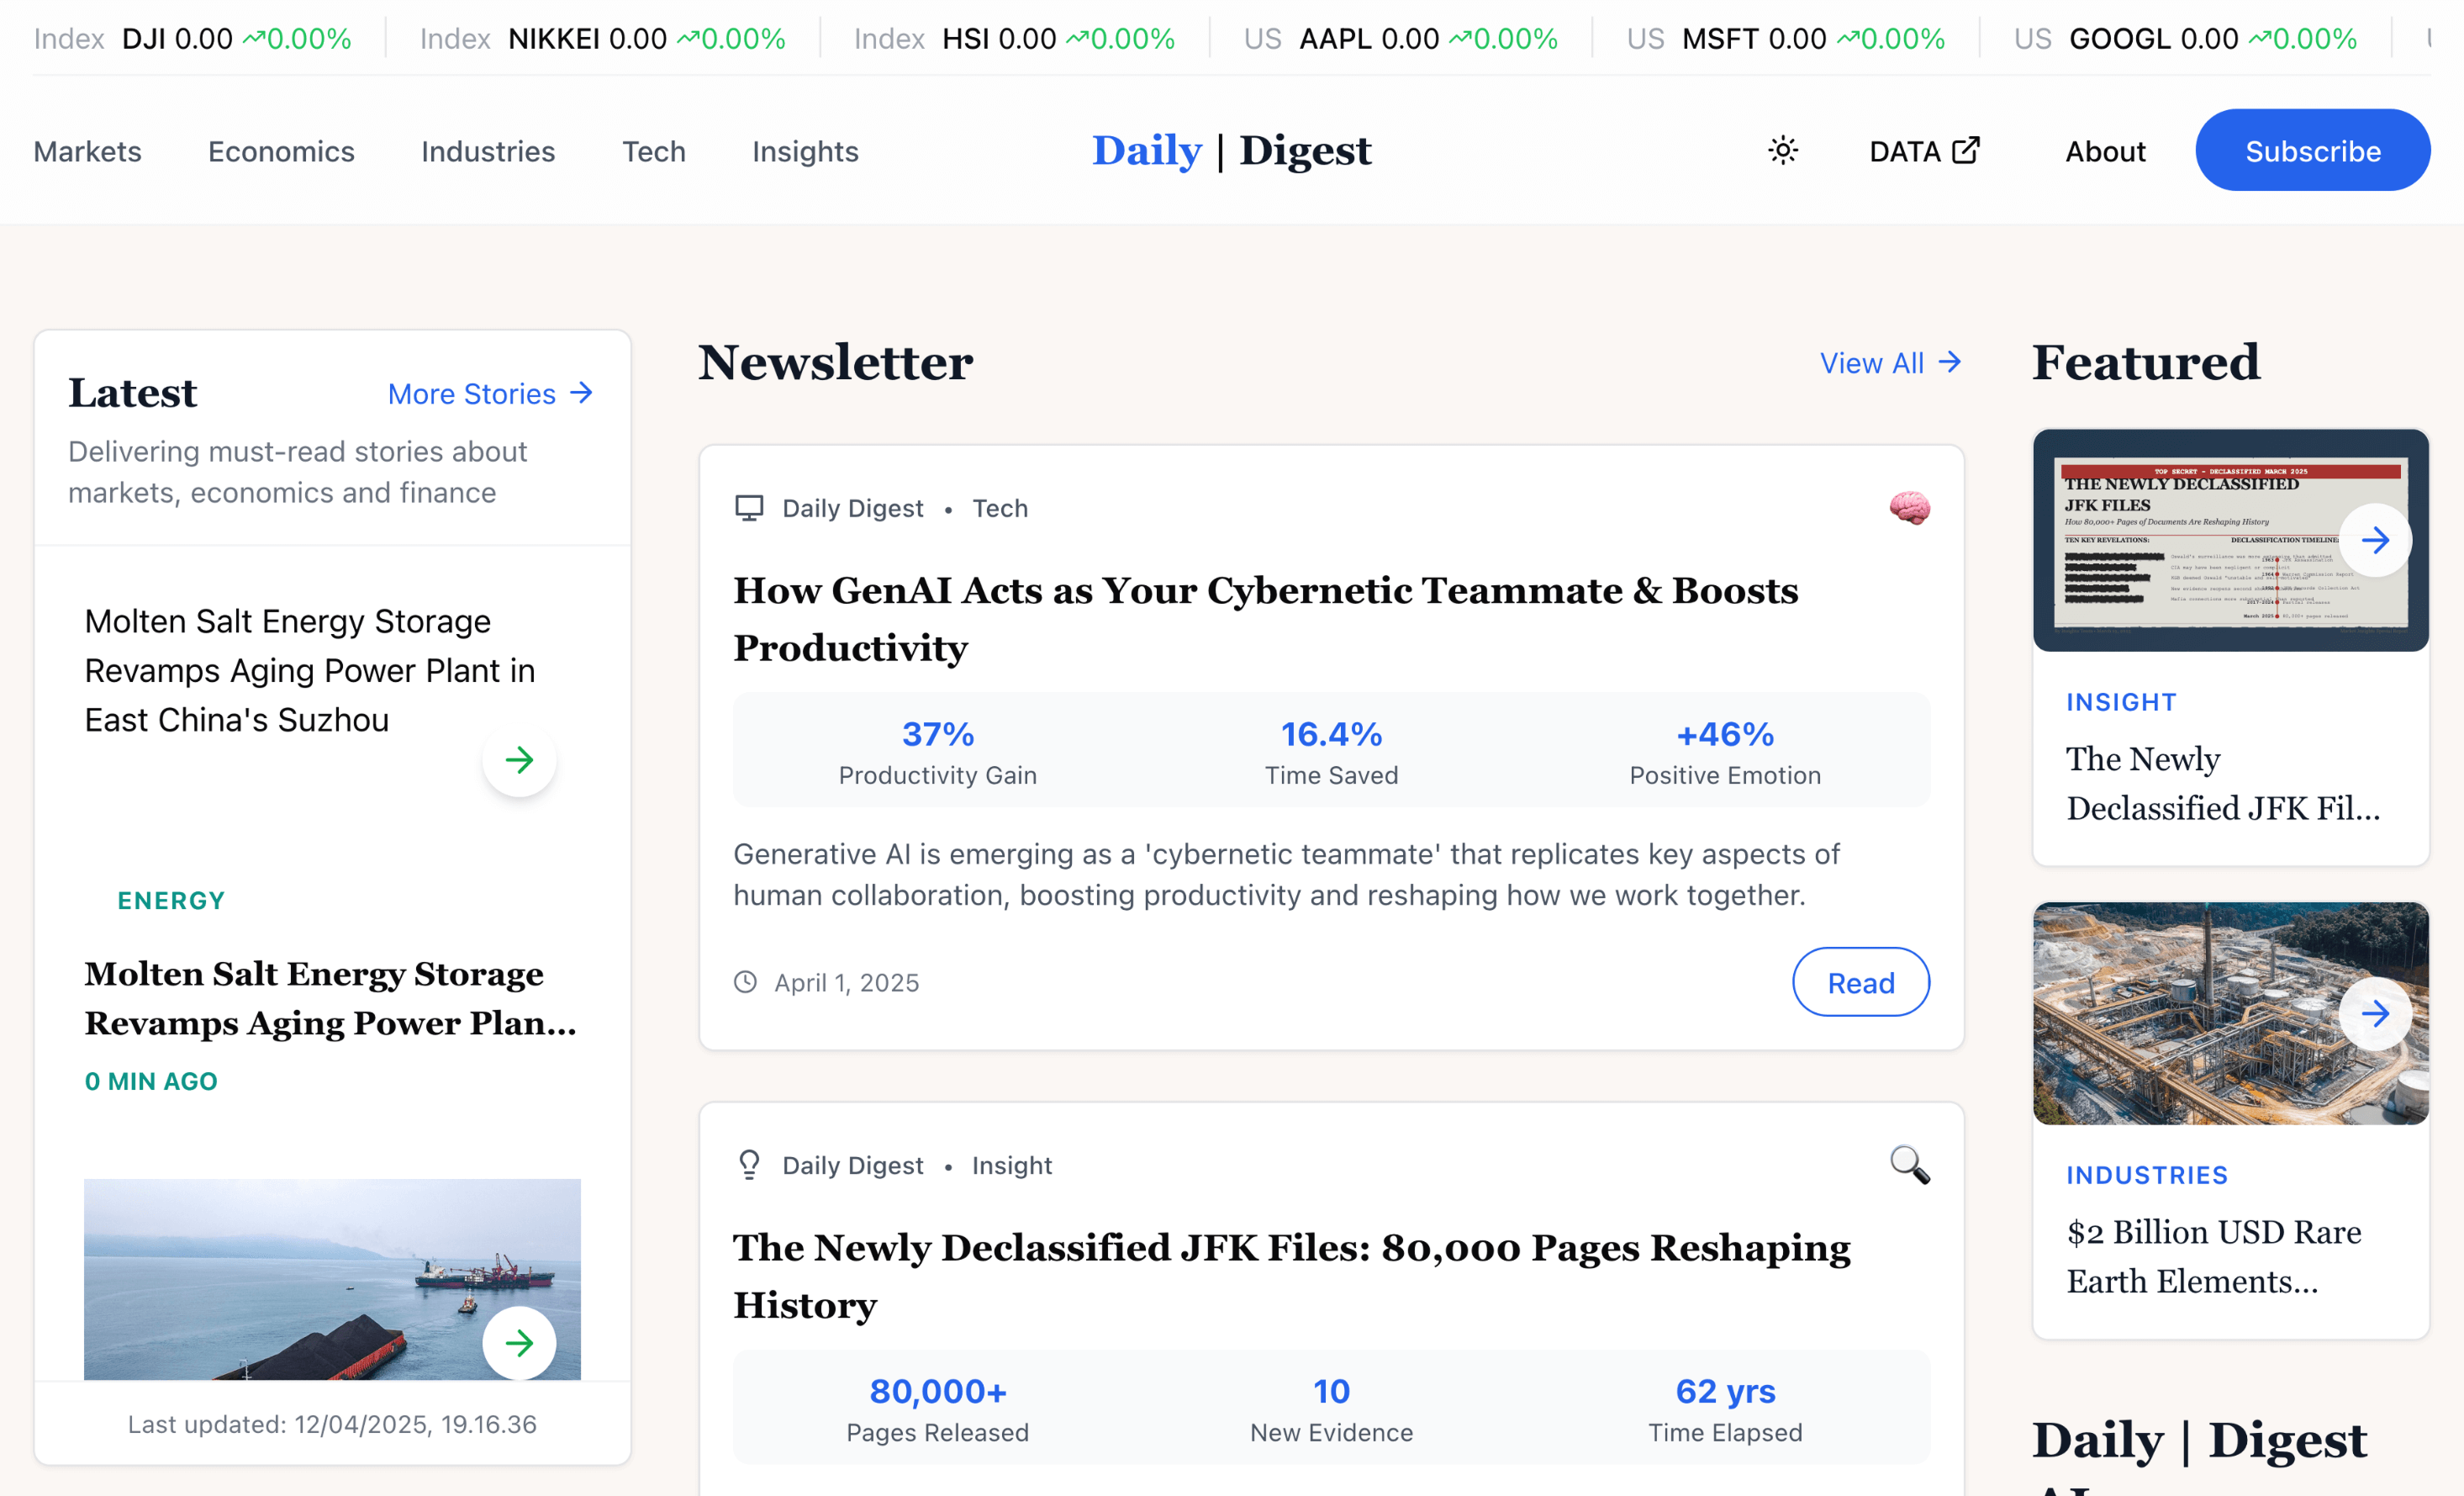 Index DJI 0.00 0.00%
Index NIKKEI 0.00 0.00%
Index HSI 0.00 0.00%
US AAPL 0.00 0.00%
US MSFT 0.00 0.00%
US GOOGL 0.00 0.00%
Markets
Economics
Industries
Tech
Insights
Daily | Digest
DATA
About
Subscribe
Latest
More Stories →
Delivering must-read stories about
markets, economics and finance
Molten Salt Energy Storage
Revamps Aging Power Plant in
East China's Suzhou
ENERGY
Molten Salt Energy Storage
Revamps Aging Power Plan...
0 MIN AGO
Last updated: 12/04/2025, 19.16.36
Newsletter
View All →
Daily Digest • Tech
How GenAI Acts as Your Cybernetic Teammate & Boosts
Productivity
37%
Productivity Gain
16.4%
Time Saved
+46%
Positive Emotion
Generative AI is emerging as a 'cybernetic teammate' that replicates key aspects of
human collaboration, boosting productivity and reshaping how we work together.
April 1, 2025
Read
Daily Digest • Insight
The Newly Declassified JFK Files: 80,000 Pages Reshaping
History
80,000+
Pages Released
10
New Evidence
62 yrs
Time Elapsed
Featured
TOP SECRET - DECLASSIFIED MARCH 2025
THE NEWLY DECLASSIFIED
JFK FILES
How 80,000+ Pages of Documents Are Reshaping History
TEN KEY REVELATIONS:
DECLASSIFICATION TIMELINE:
INSIGHT
The Newly
Declassified JFK Fil...
INDUSTRIES
$2 Billion USD Rare
Earth Elements...
Daily | Digest